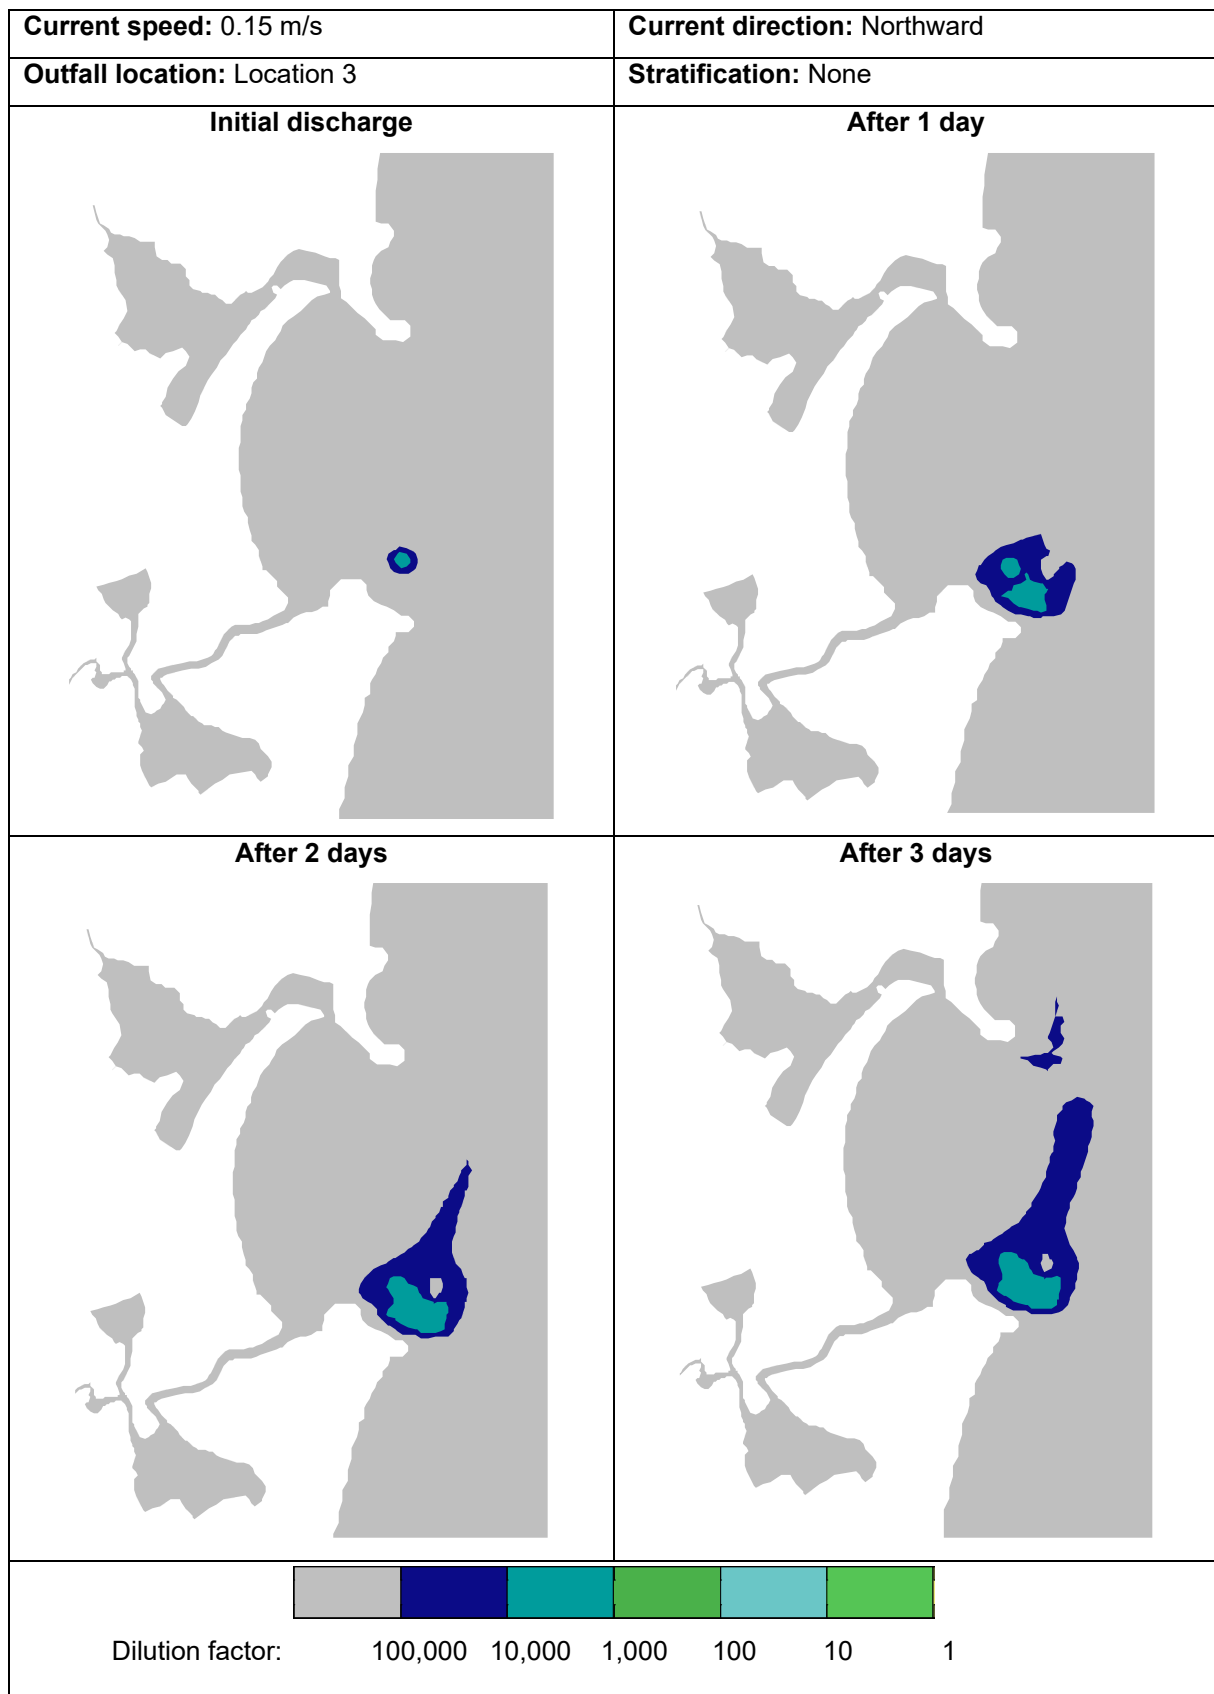 Current speed: 0.15 m/s
Current direction: Northward
Outfall location: Location 3
Stratification: None
Initial discharge
After 1 day
After 2 days
After 3 days
Dilution factor: 100,000 10,000 1,000 100 10 1